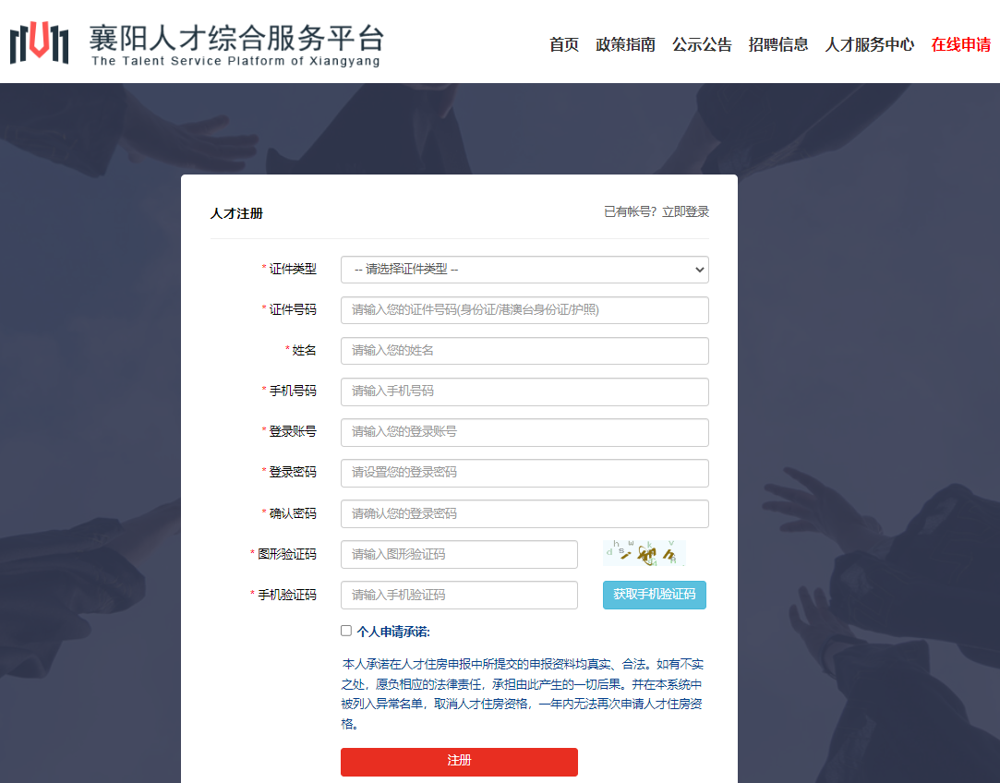 襄阳人才综合服务平台
The Talent Service Platform of Xiangyang
首页 政策指南 公示公告 招聘信息 人才服务中心 在线申请
人才注册 已有帐号? 立即登录
* 证件类型 -- 请选择证件类型 --
* 证件号码 请输入您的证件号码(身份证/港澳台身份证/护照)
* 姓名 请输入您的姓名
* 手机号码 请输入手机号码
* 登录账号 请输入您的登录账号
* 登录密码 请设置您的登录密码
* 确认密码 请确认您的登录密码
* 图形验证码 请输入图形验证码
* 手机验证码 请输入手机验证码 获取手机验证码
个人申请承诺:
本人承诺在人才住房申报中所提交的申报资料均真实、合法。如有不实
之处，愿负相应的法律责任，承担由此产生的一切后果。并在本系统中
被列入异常名单，取消人才住房资格，一年内无法再次申请人才住房资
格。
注册